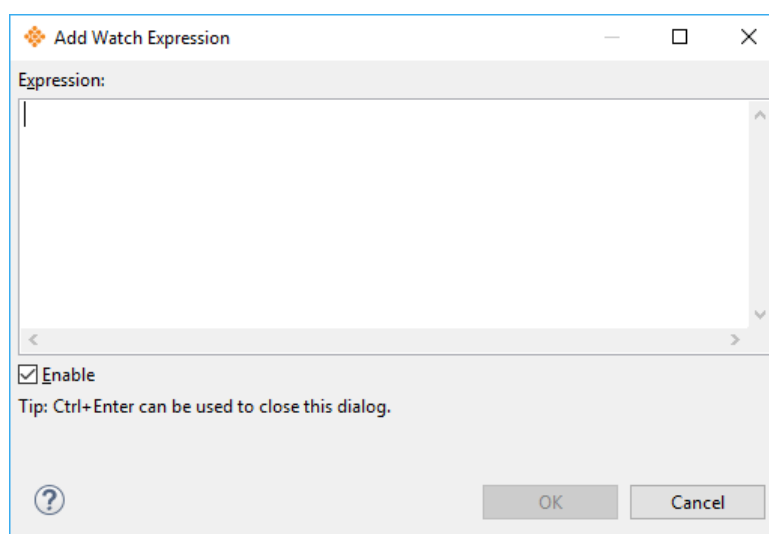 Add Watch Expression
Expression:
Enable
Tip: Ctrl+Enter can be used to close this dialog.
?
OK
Cancel